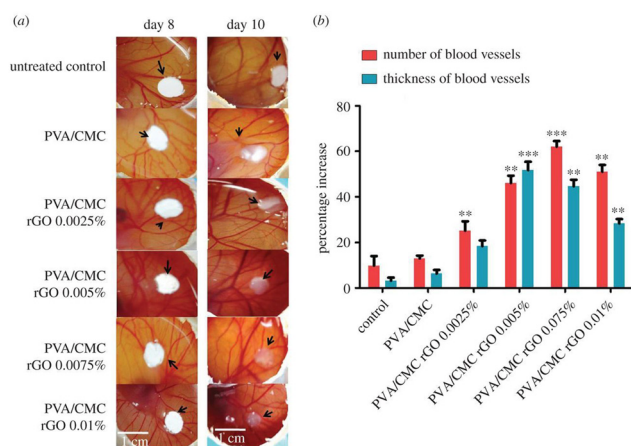 (a)
day 8
day 10
untreated control
PVA/CMC
PVA/CMC
rGO 0.0025%
PVA/CMC
rGO 0.005%
PVA/CMC
rGO 0.0075%
PVA/CMC
rGO 0.01%
1 cm
1 cm
(b)
number of blood vessels
thickness of blood vessels
percentage increase
80
60
40
20
0
**
**
***
***
**
**
**
control
PVA/CMC
PVA/CMC rGO 0.0025%
PVA/CMC rGO 0.005%
PVA/CMC rGO 0.075%
PVA/CMC rGO 0.01%